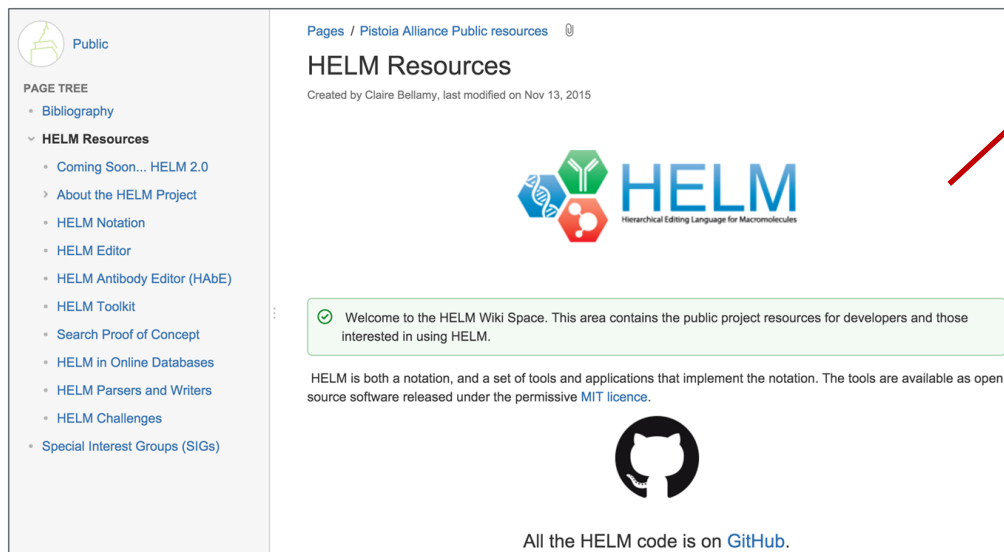 Public
PAGE TREE
Bibliography
HELM Resources
Coming Soon... HELM 2.0
About the HELM Project
HELM Notation
HELM Editor
HELM Antibody Editor (HAbE)
HELM Toolkit
Search Proof of Concept
HELM in Online Databases
HELM Parsers and Writers
HELM Challenges
Special Interest Groups (SIGs)
Pages / Pistoia Alliance Public resources
HELM Resources
Created by Claire Bellamy, last modified on Nov 13, 2015
HELM
Hierarchical Editing Language for Macromolecules
Welcome to the HELM Wiki Space. This area contains the public project resources for developers and those
interested in using HELM.
HELM is both a notation, and a set of tools and applications that implement the notation. The tools are available as open
source software released under the permissive MIT licence.
All the HELM code is on GitHub.